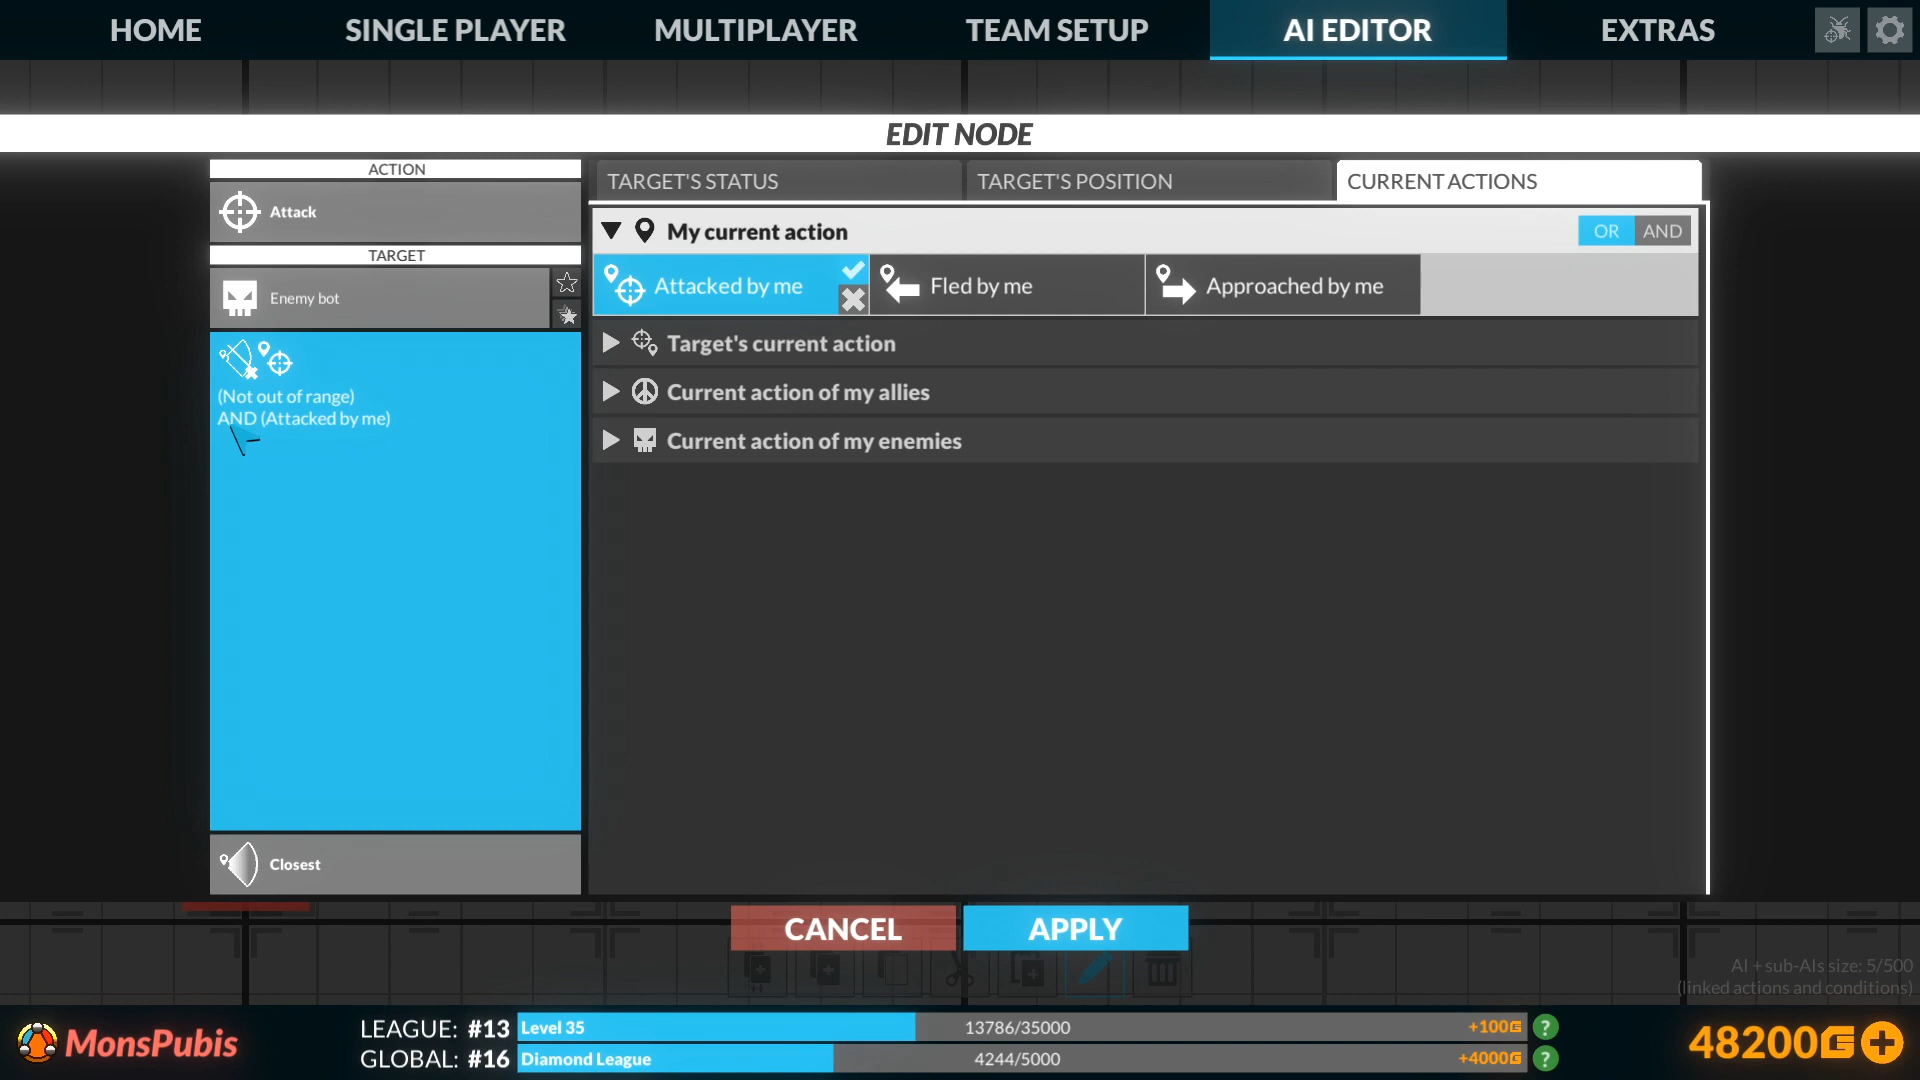 HOME
SINGLE PLAYER
MULTIPLAYER
TEAM SETUP
AI EDITOR
EXTRAS
EDIT NODE
ACTION
Attack
TARGET
Enemy bot
(Not out of range)
AND (Attacked by me)
Closest
TARGET'S STATUS
TARGET'S POSITION
CURRENT ACTIONS
My current action
OR
AND
Attacked by me
Fled by me
Approached by me
Target's current action
Current action of my allies
Current action of my enemies
CANCEL
APPLY
AI + sub-AIs size: 5/500
(linked actions and conditions)
MonsPubis
LEAGUE: #13
Level 35
13786/35000
+100G
?
GLOBAL: #16
Diamond League
4244/5000
+4000G
?
48200G